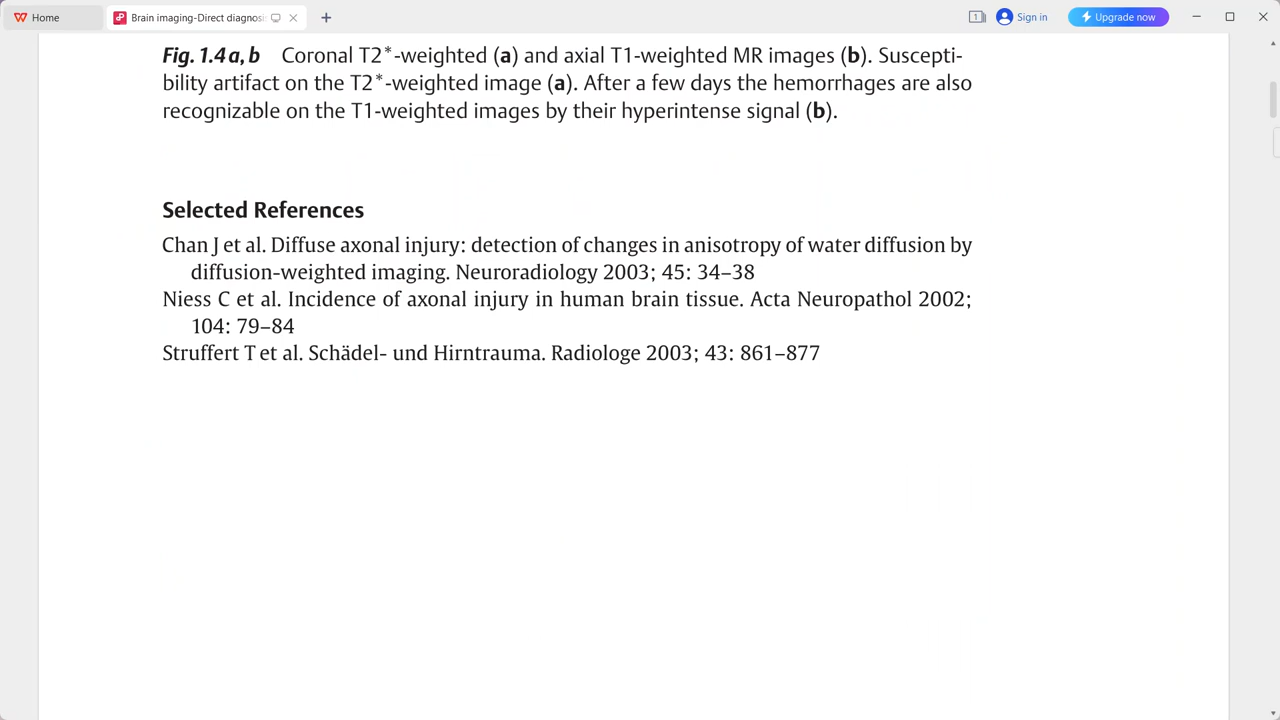 Home
Brain imaging-Direct diagnosi
1
Sign in
Upgrade now
Fig. 1.4 a, b Coronal T2*-weighted (a) and axial T1-weighted MR images (b). Suscepti-
bility artifact on the T2*-weighted image (a). After a few days the hemorrhages are also
recognizable on the T1-weighted images by their hyperintense signal (b).
Selected References
Chan J et al. Diffuse axonal injury: detection of changes in anisotropy of water diffusion by
diffusion-weighted imaging. Neuroradiology 2003; 45: 34–38
Niess C et al. Incidence of axonal injury in human brain tissue. Acta Neuropathol 2002;
104: 79–84
Struffert T et al. Schädel- und Hirntrauma. Radiologe 2003; 43: 861–877